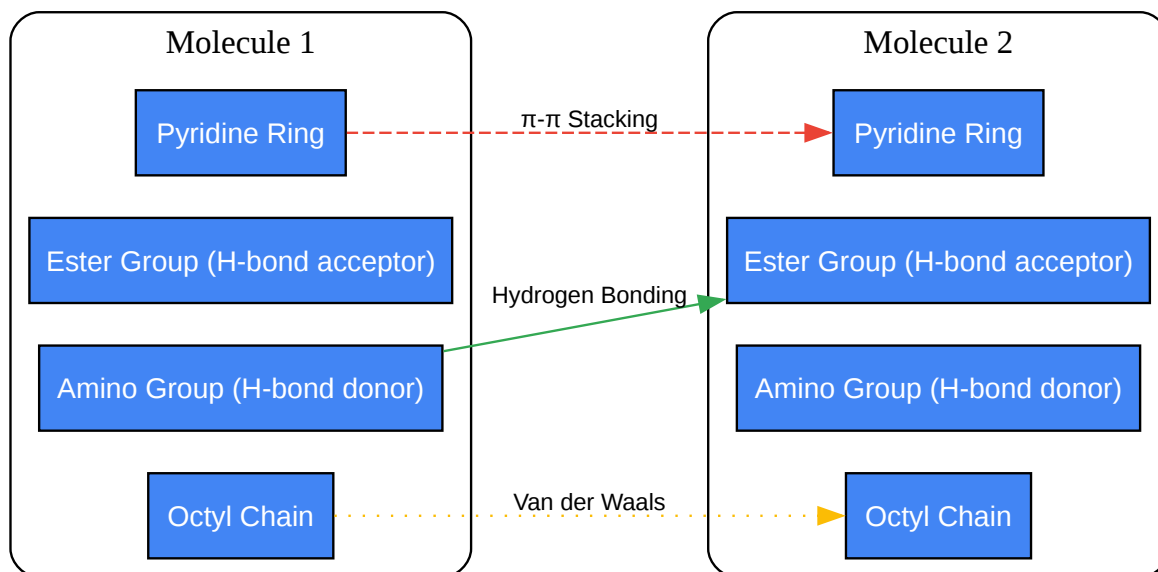 Molecule 1
Molecule 2
Pyridine Ring
π-π Stacking
Pyridine Ring
Ester Group (H-bond acceptor)
Ester Group (H-bond acceptor)
Hydrogen Bonding
Amino Group (H-bond donor)
Amino Group (H-bond donor)
Octyl Chain
Van der Waals
Octyl Chain